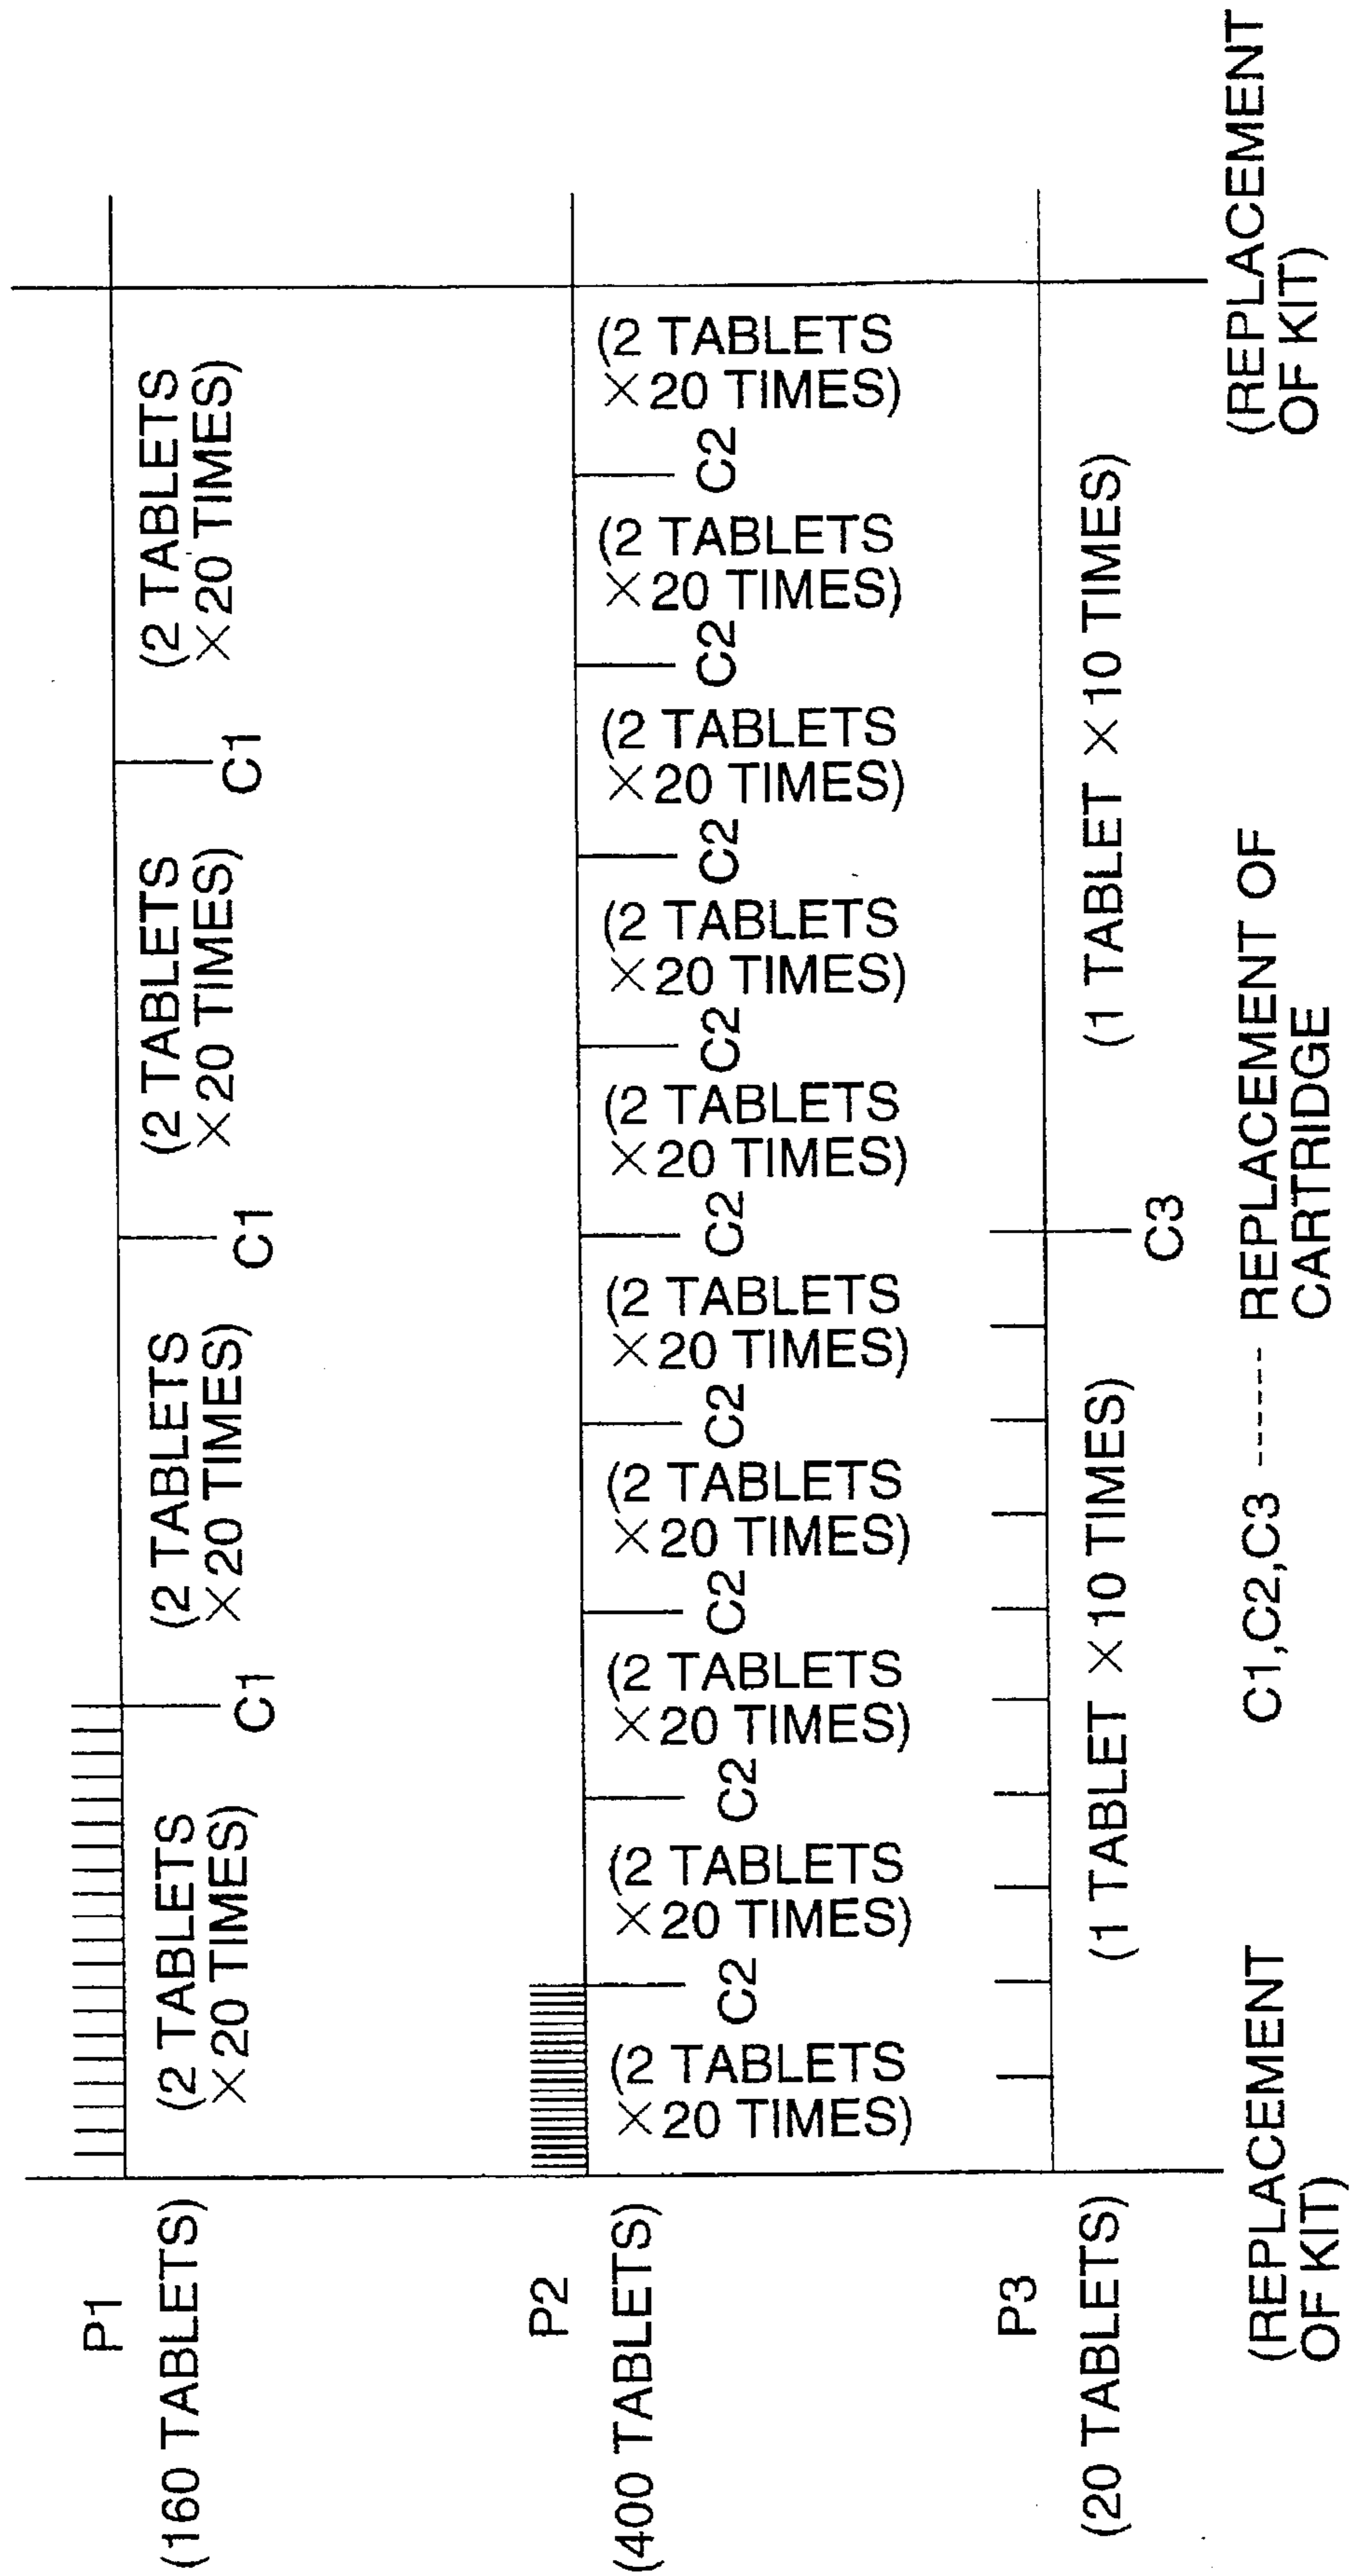 P1
(160 TABLETS)
(2 TABLETS
×20 TIMES)
C1
(2 TABLETS
×20 TIMES)
C1
(2 TABLETS
×20 TIMES)
C1
(2 TABLETS
×20 TIMES)
P2
(400 TABLETS)
(2 TABLETS
×20 TIMES)
C2
(2 TABLETS
×20 TIMES)
C2
(2 TABLETS
×20 TIMES)
C2
(2 TABLETS
×20 TIMES)
C2
(2 TABLETS
×20 TIMES)
C2
(2 TABLETS
×20 TIMES)
C2
(2 TABLETS
×20 TIMES)
C2
(2 TABLETS
×20 TIMES)
C2
(2 TABLETS
×20 TIMES)
C2
(2 TABLETS
×20 TIMES)
P3
(20 TABLETS)
(1 TABLET ×10 TIMES)
C3
(1 TABLET ×10 TIMES)
(REPLACEMENT
OF KIT)
C1,C2,C3 ------ REPLACEMENT OF
CARTRIDGE
(REPLACEMENT
OF KIT)